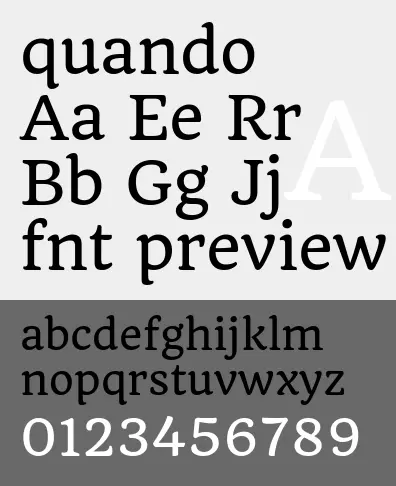 quando
Aa Ee Rr
A
Bb Gg Jj
fnt preview
abcdefghijklm
nopqrstuvwxyz
0123456789